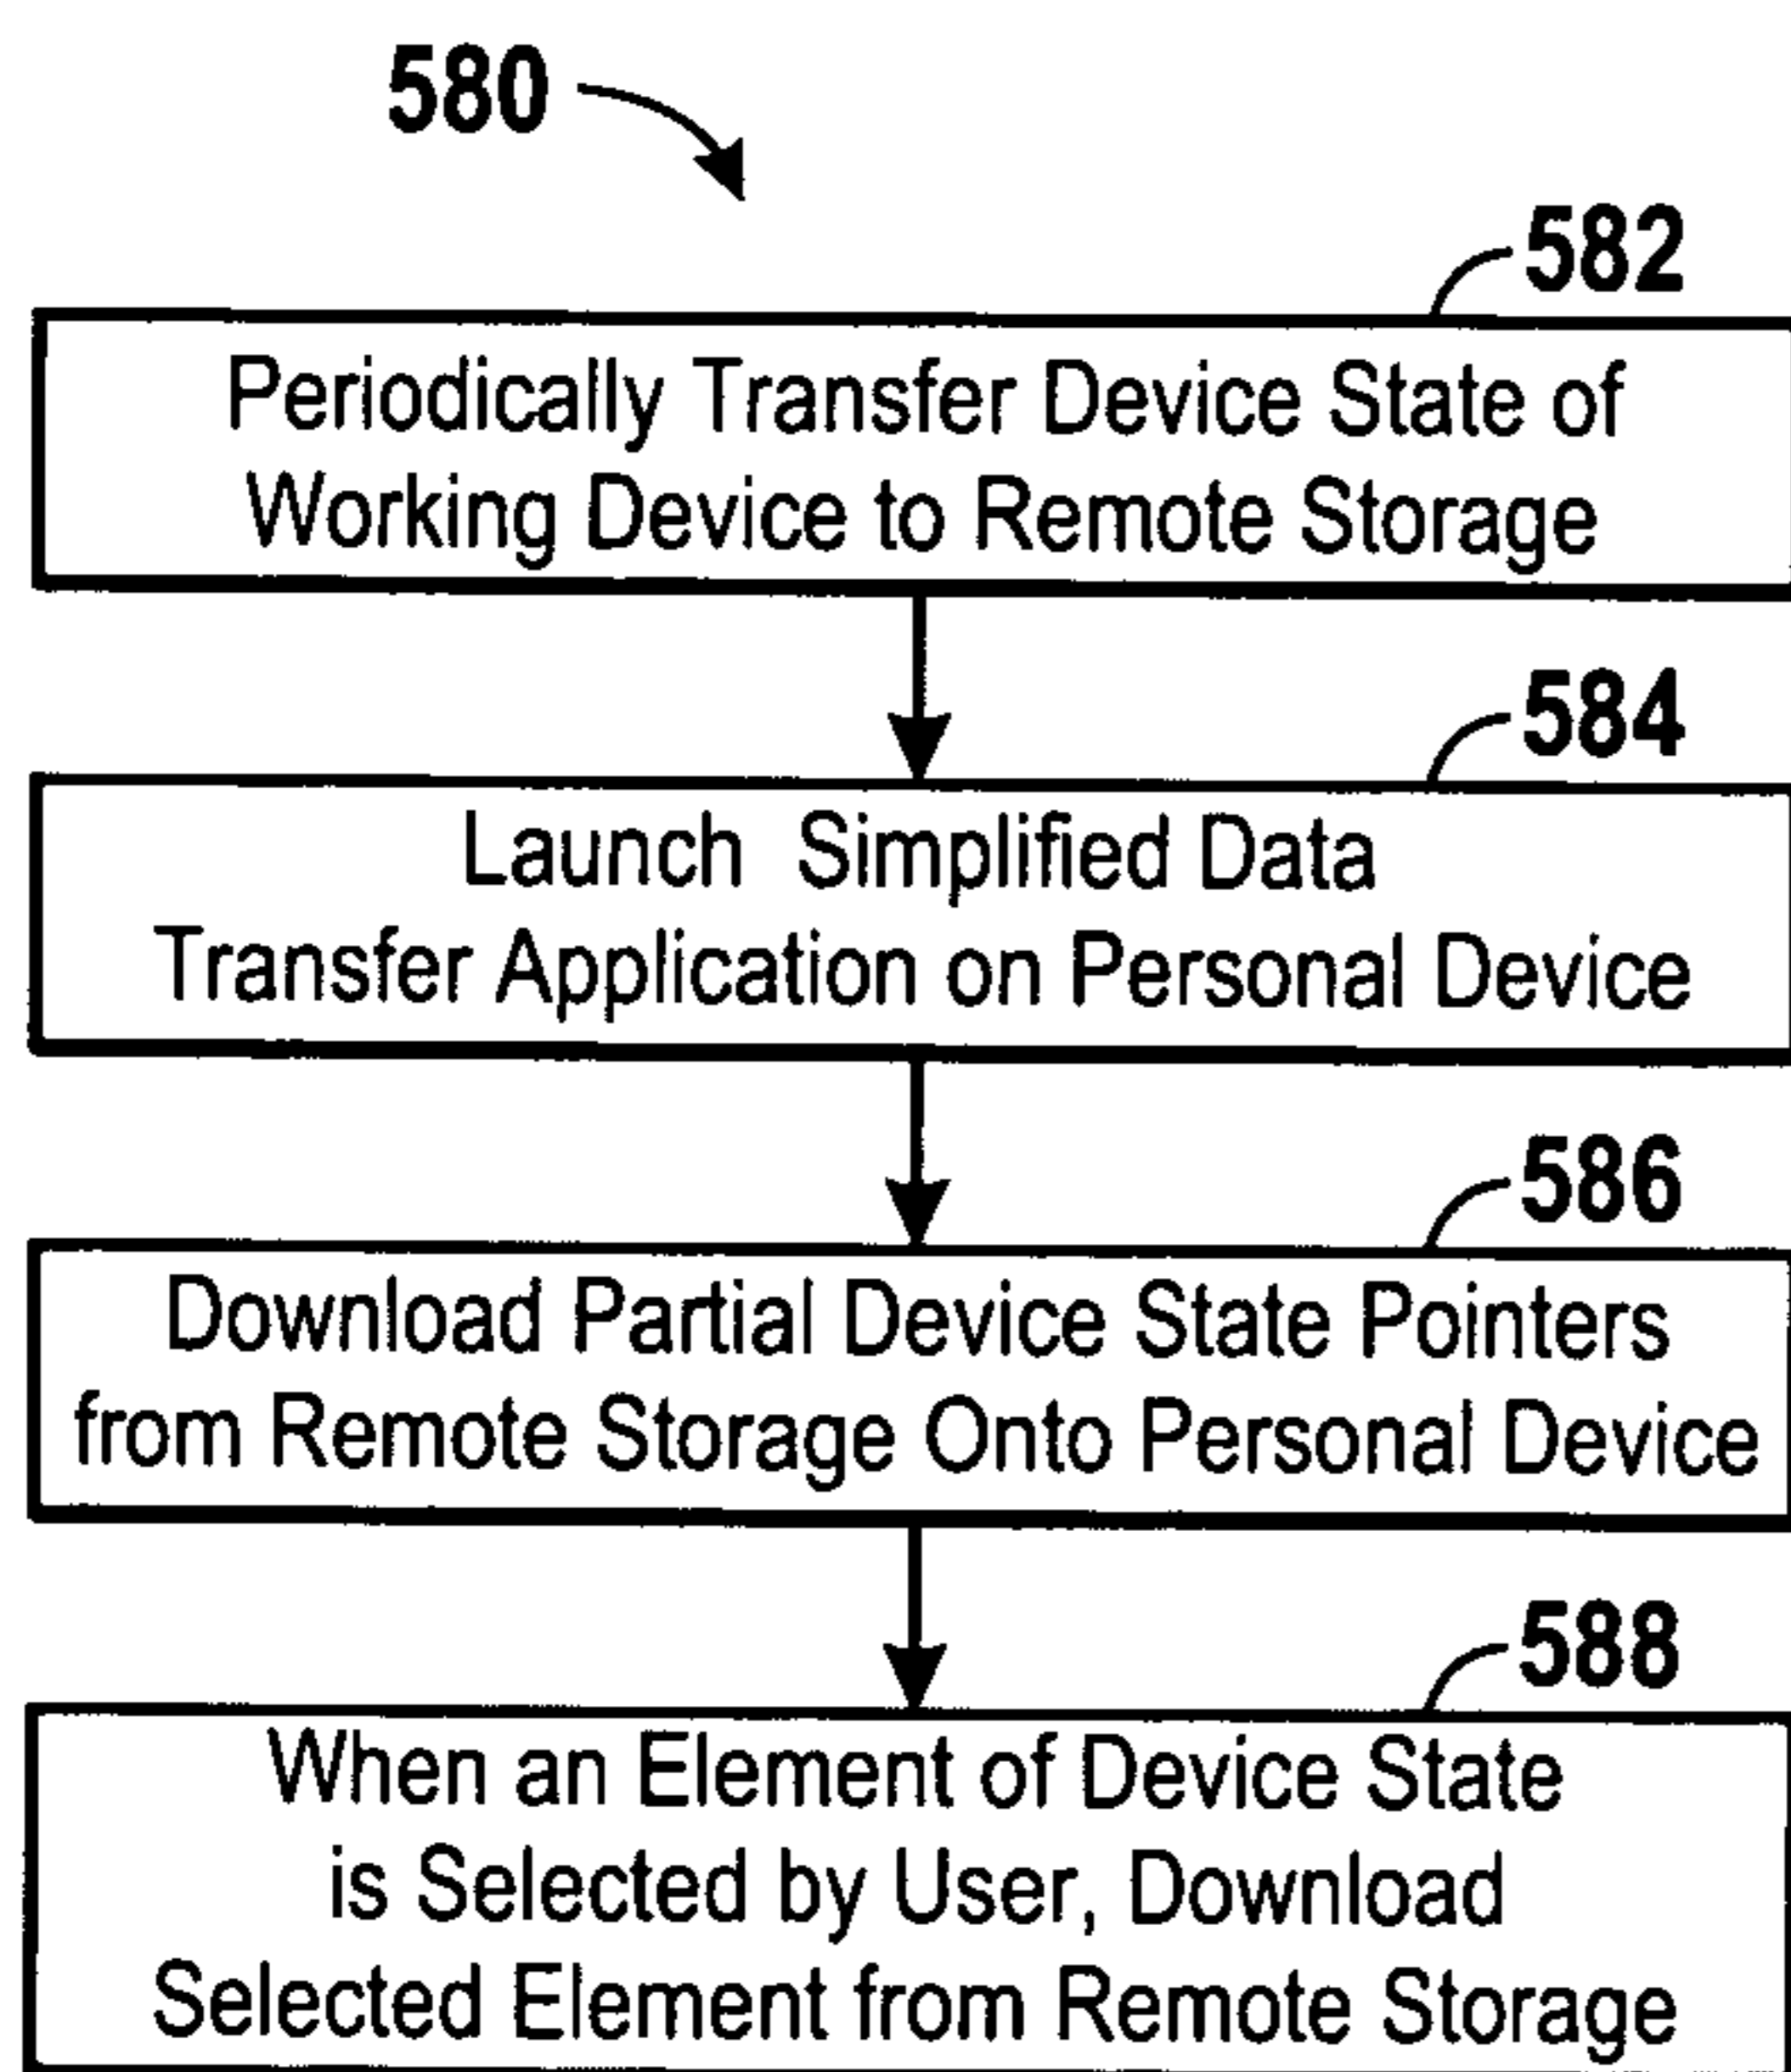 580
582
Periodically Transfer Device State of
Working Device to Remote Storage
584
Launch Simplified Data
Transfer Application on Personal Device
586
Download Partial Device State Pointers
from Remote Storage Onto Personal Device
588
When an Element of Device State
is Selected by User, Download
Selected Element from Remote Storage